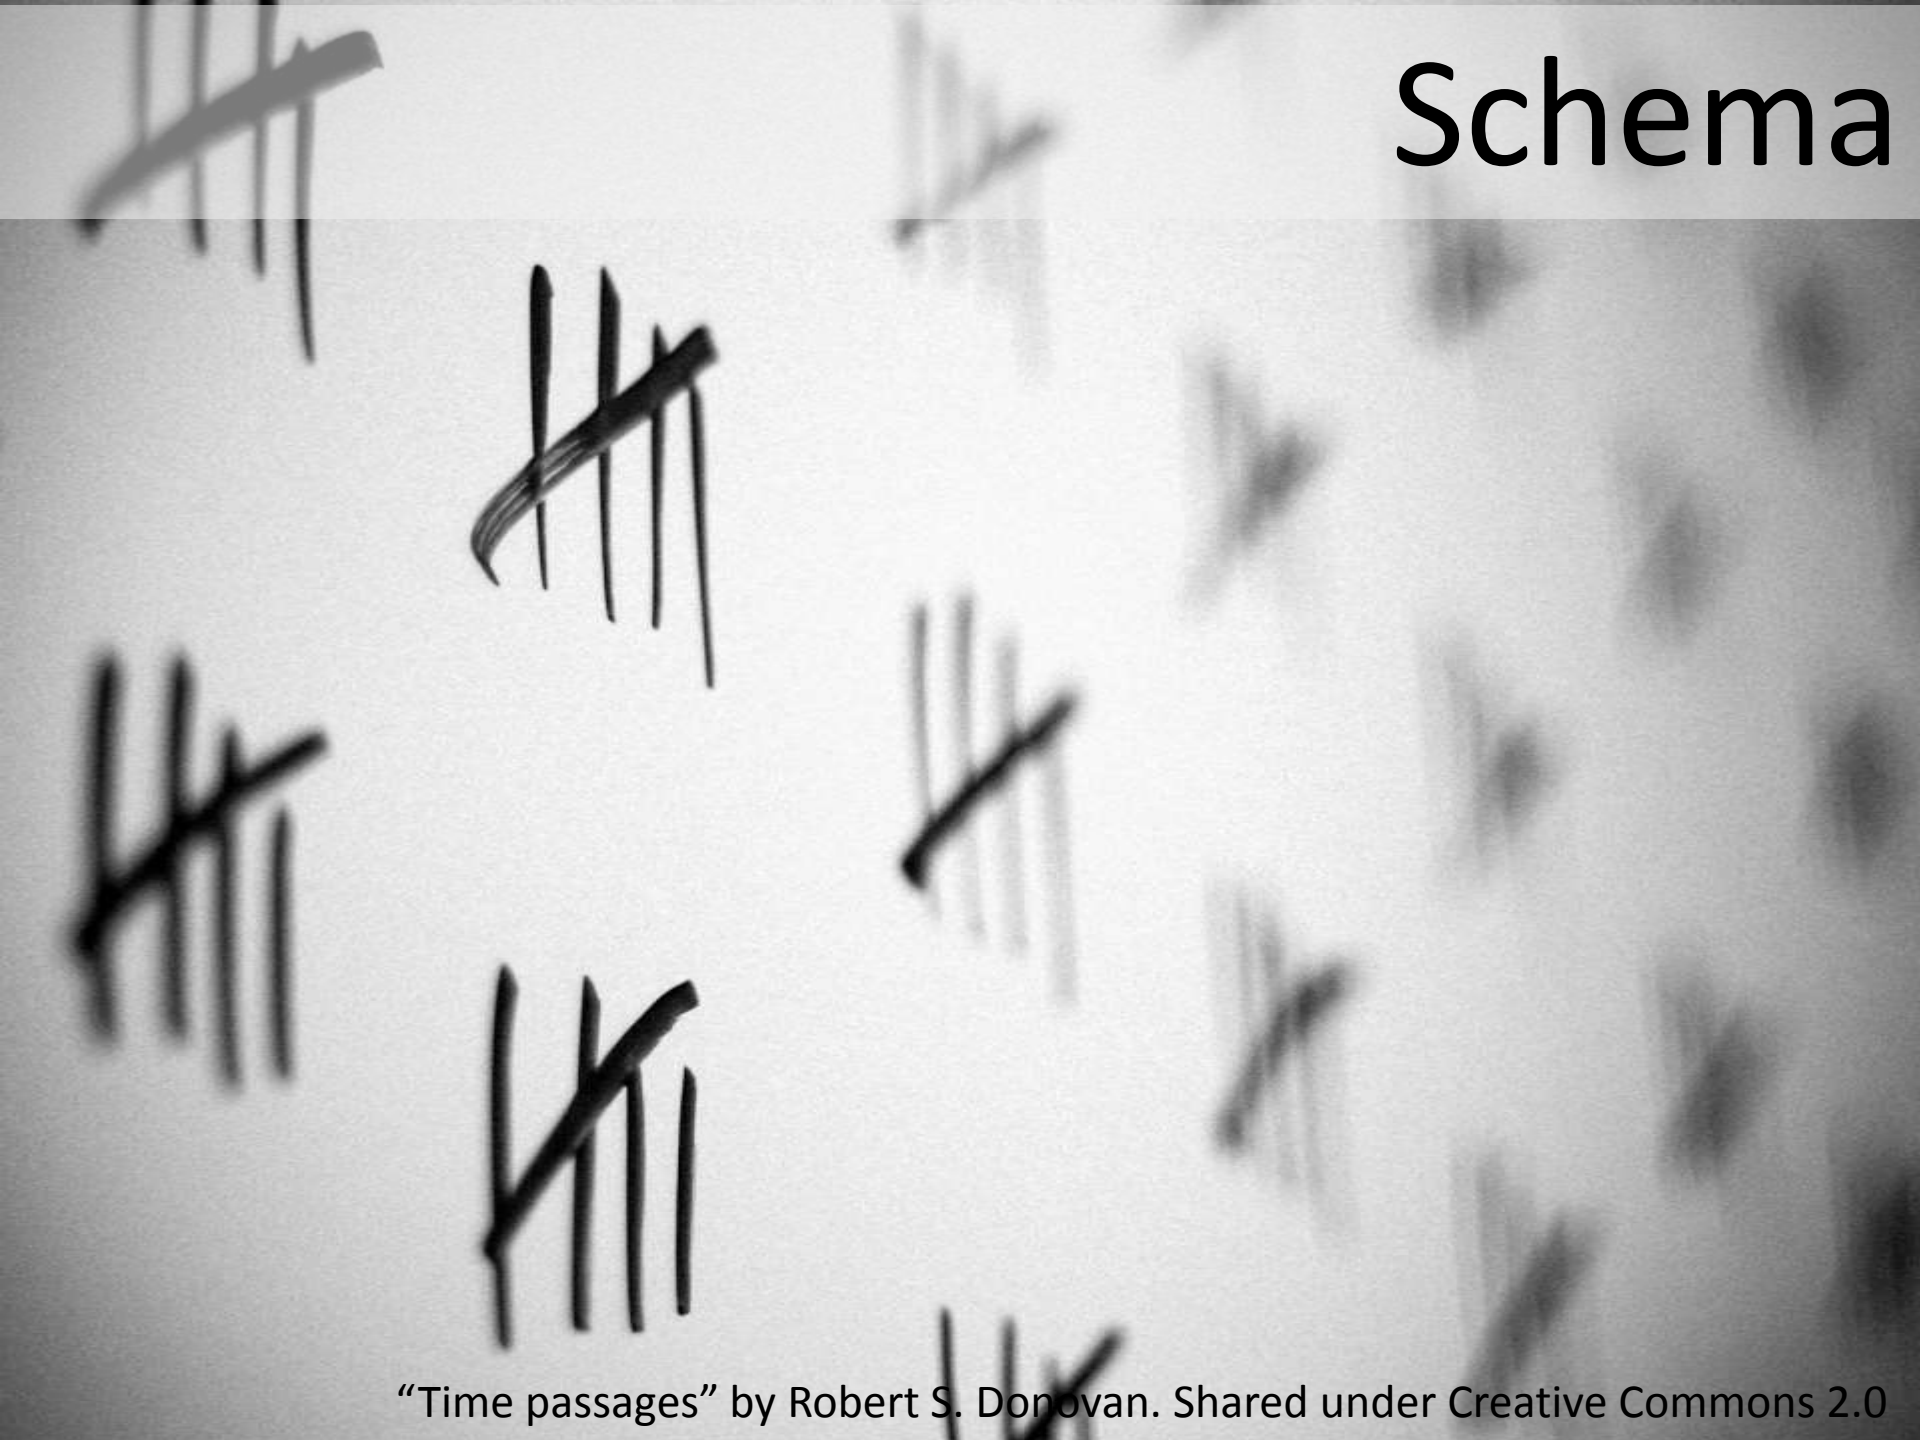 Schema
“Time passages” by Robert S. Donovan. Shared under Creative Commons 2.0